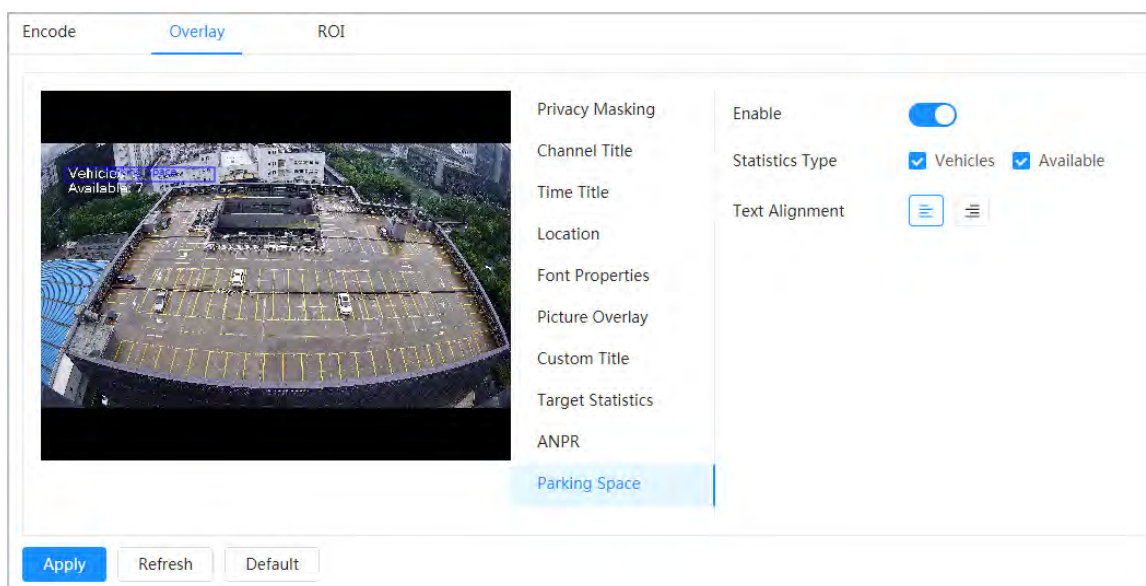 Encode Overlay ROI
Privacy Masking
Channel Title
Time Title
Location
Font Properties
Picture Overlay
Custom Title
Target Statistics
ANPR
Parking Space
Enable
Statistics Type Vehicles Available
Text Alignment
Space
Available: 7
Apply Refresh Default